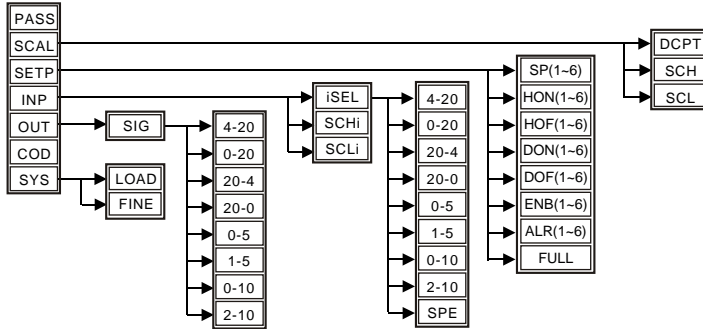 PASS
SCAL
SETP
INP
OUT
COD
SYS
SIG
LOAD
FINE
4-20
0-20
20-4
20-0
0-5
1-5
0-10
2-10
iSEL
SCHi
SCLi
4-20
0-20
20-4
20-0
0-5
1-5
0-10
2-10
SPE
SP(1~6)
HON(1~6)
HOF(1~6)
DON(1~6)
DOF(1~6)
ENB(1~6)
ALR(1~6)
FULL
DCPT
SCH
SCL